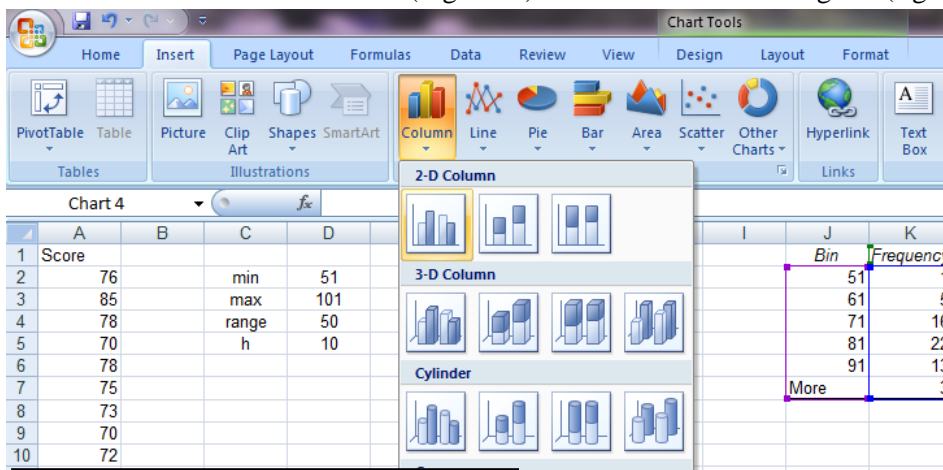 Chart Tools
Home Insert Page Layout Formulas Data Review View Design Layout Format
PivotTable Table Picture Clip Art Shapes SmartArt Column Line Pie Bar Area Scatter Other Charts Hyperlink Text Box
Tables Illustrations Links
2-D Column
Chart 4 fx
A B C D I J K
1 Score Bin Frequency
2 76 min 51 51
3 85 max 101 61
4 78 range 50 71 16
5 70 h 10 81 22
6 78 91 13
7 75 More
8 73
9 70
10 72
3-D Column
Cylinder